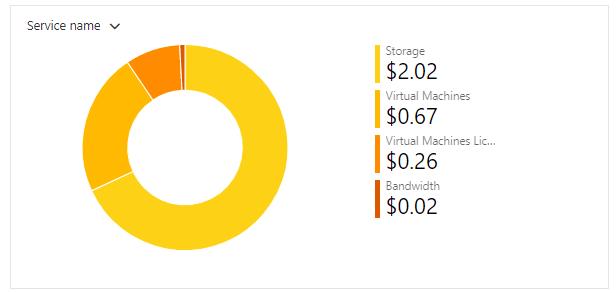 Service name
Storage
$2.02
Virtual Machines
$0.67
Virtual Machines Lic...
$0.26
Bandwidth
$0.02